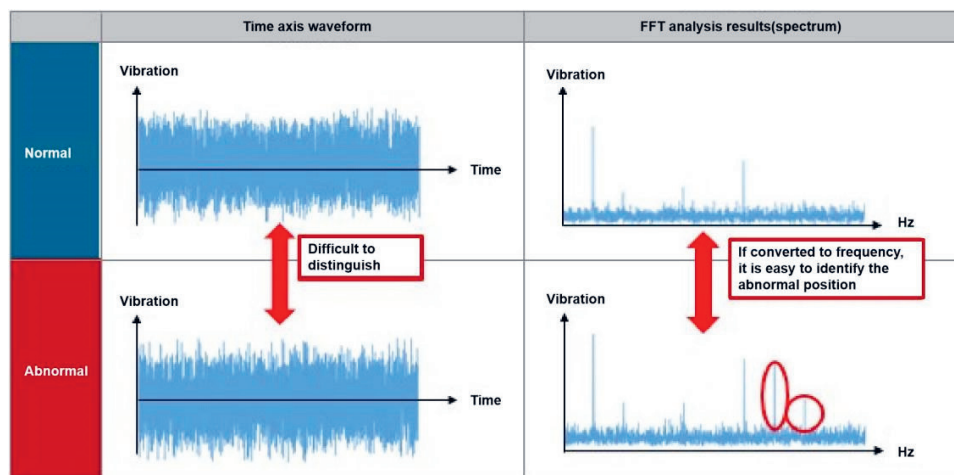 Time axis waveform
FFT analysis results(spectrum)
Normal
Vibration
Time
Vibration
Hz
Difficult to
distinguish
If converted to frequency,
it is easy to identify the
abnormal position
Abnormal
Vibration
Time
Vibration
Hz